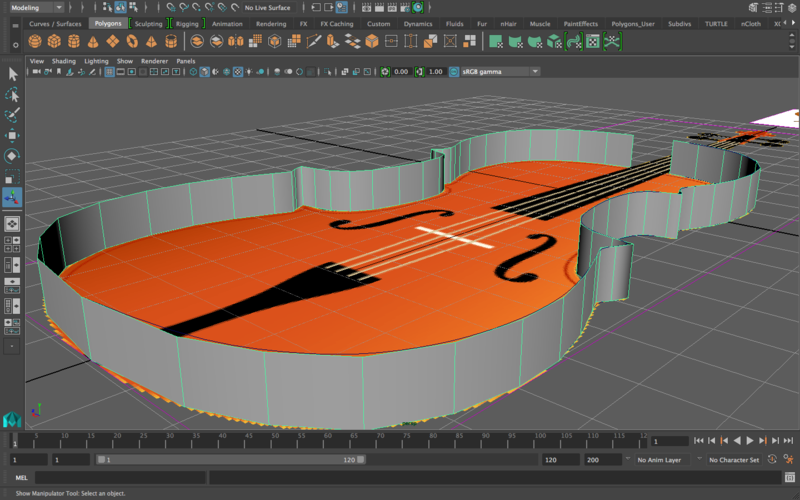 Modeling
No Live Surface
Curves / Surfaces Polygons Sculpting Rigging Animation Rendering FX FX Caching Custom Dynamics Fluids Fur nHair Muscle PaintEffects Polygons_User Subdivs TURTLE nCloth
View Shading Lighting Show Renderer Panels
0.00 1.00 sRGB gamma
5 10 15 20 25 30 35 40 45 50 55 60 65 70 75 80 85 90 95 100 105 110 115 12
1 1
1 1 1 120 120 200 No Anim Layer No Character Set
MEL
Show Manipulator Tool: Select an object.